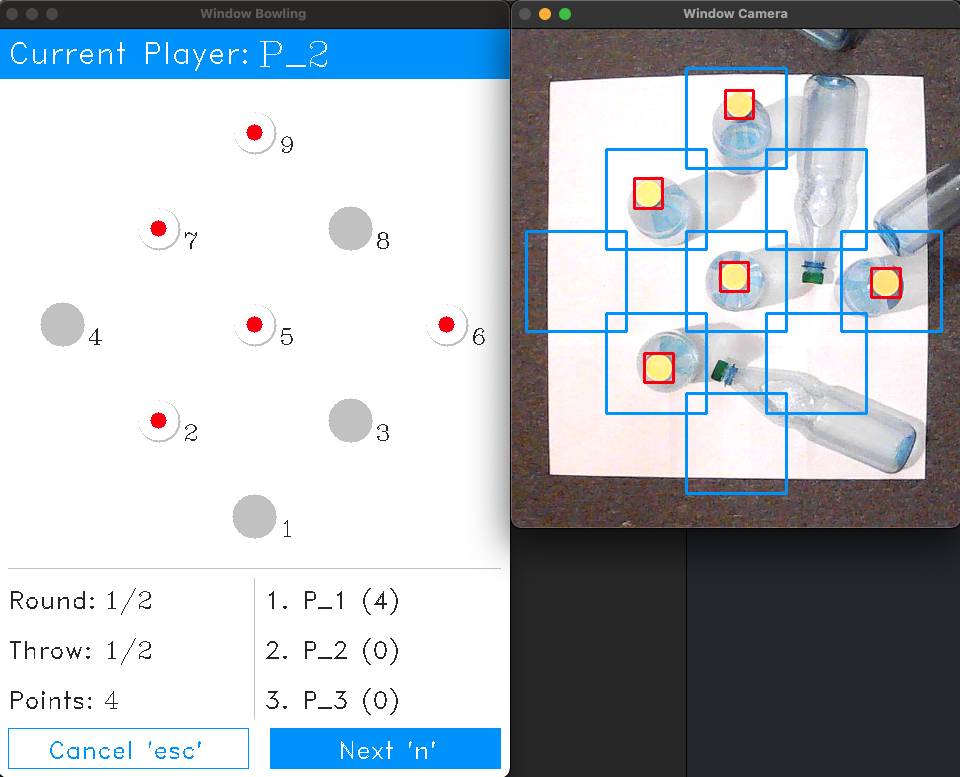 Window Bowling
Current Player: P_2
9
7
8
4
5
6
2
3
1
Round: 1/2
Throw: 1/2
Points: 4
1. P_1 (4)
2. P_2 (0)
3. P_3 (0)
Cancel 'esc'
Next 'n'
Window Camera